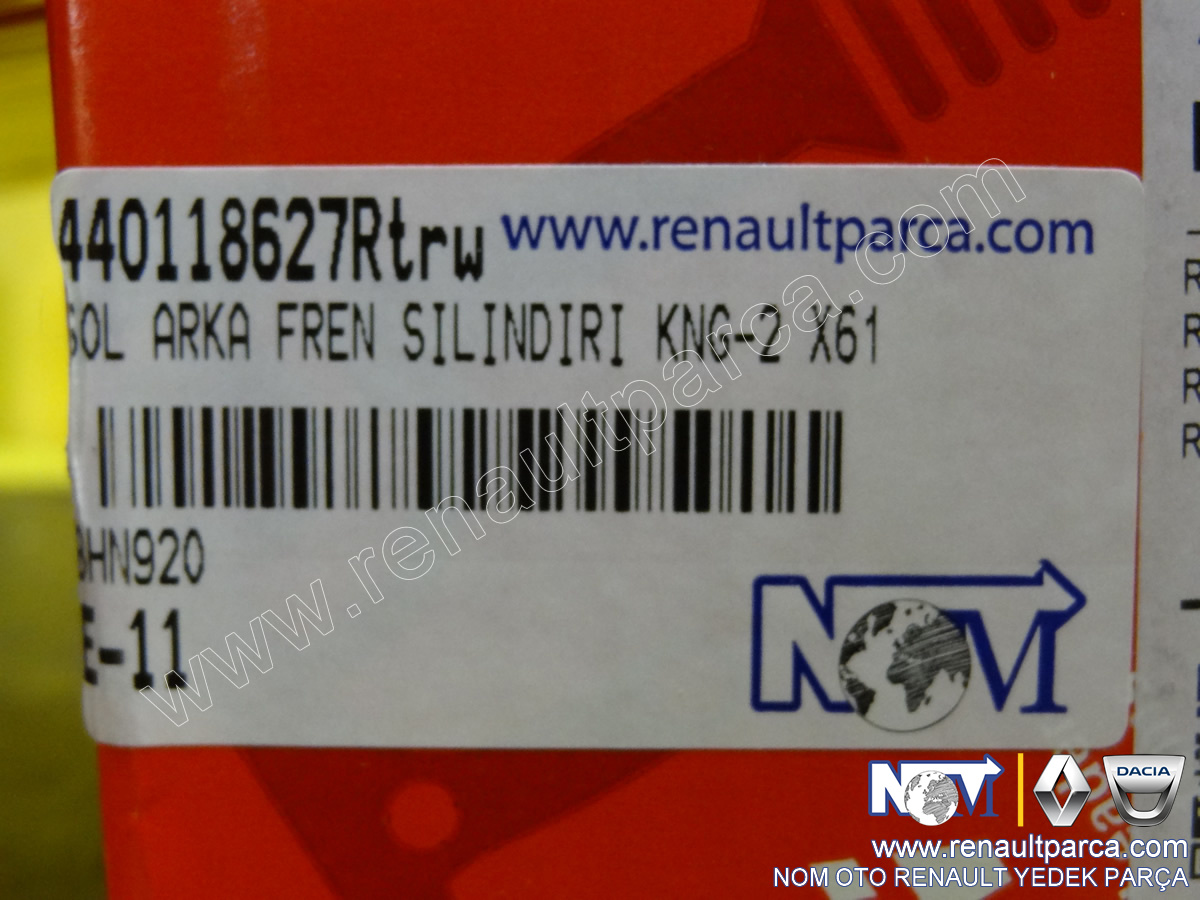 440118627Rtrw www.renaultparca.com
SOL ARKA FREN SILINDIRI KNG-2 X61
BHN920
E-11
www.renaultparca.com
NOM
NOM
DACIA
www.renaultparca.com
NOM OTO RENAULT YEDEK PARÇA
R
R
R
R